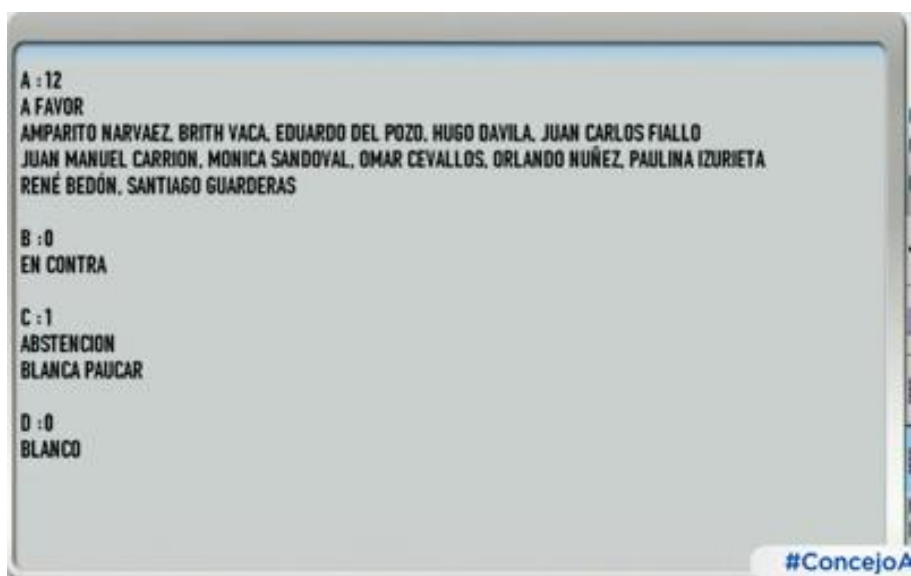 A :12
A FAVOR
AMPARITO NARVAEZ, BRITH VACA, EDUARDO DEL POZO, HUGO DAVILA, JUAN CARLOS FIALLO
JUAN MANUEL CARRION, MONICA SANDOVAL, OMAR CEVALLOS, ORLANDO NUÑEZ, PAULINA IZURIETA
RENÉ BEDÓN, SANTIAGO GUARDERAS
B :0
EN CONTRA
C :1
ABSTENCION
BLANCA PAUCAR
D :0
BLANCO
#ConcejoA